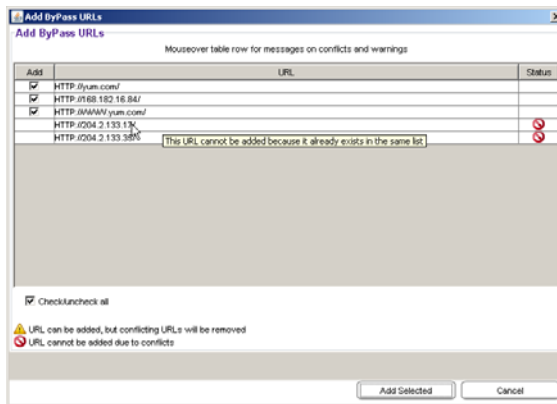 Add ByPass URLs
Add ByPass URLs
Mouseover table row for messages on conflicts and warnings
Add URL Status
HTTP://yum.com/
HTTP://168.182.16.84/
HTTP://WWW.yum.com/
HTTP://204.2.133.17/
HTTP://204.2.133.35/
This URL cannot be added because it already exists in the same list
Check/uncheck all
URL can be added, but conflicting URLs will be removed
URL cannot be added due to conflicts
Add Selected Cancel